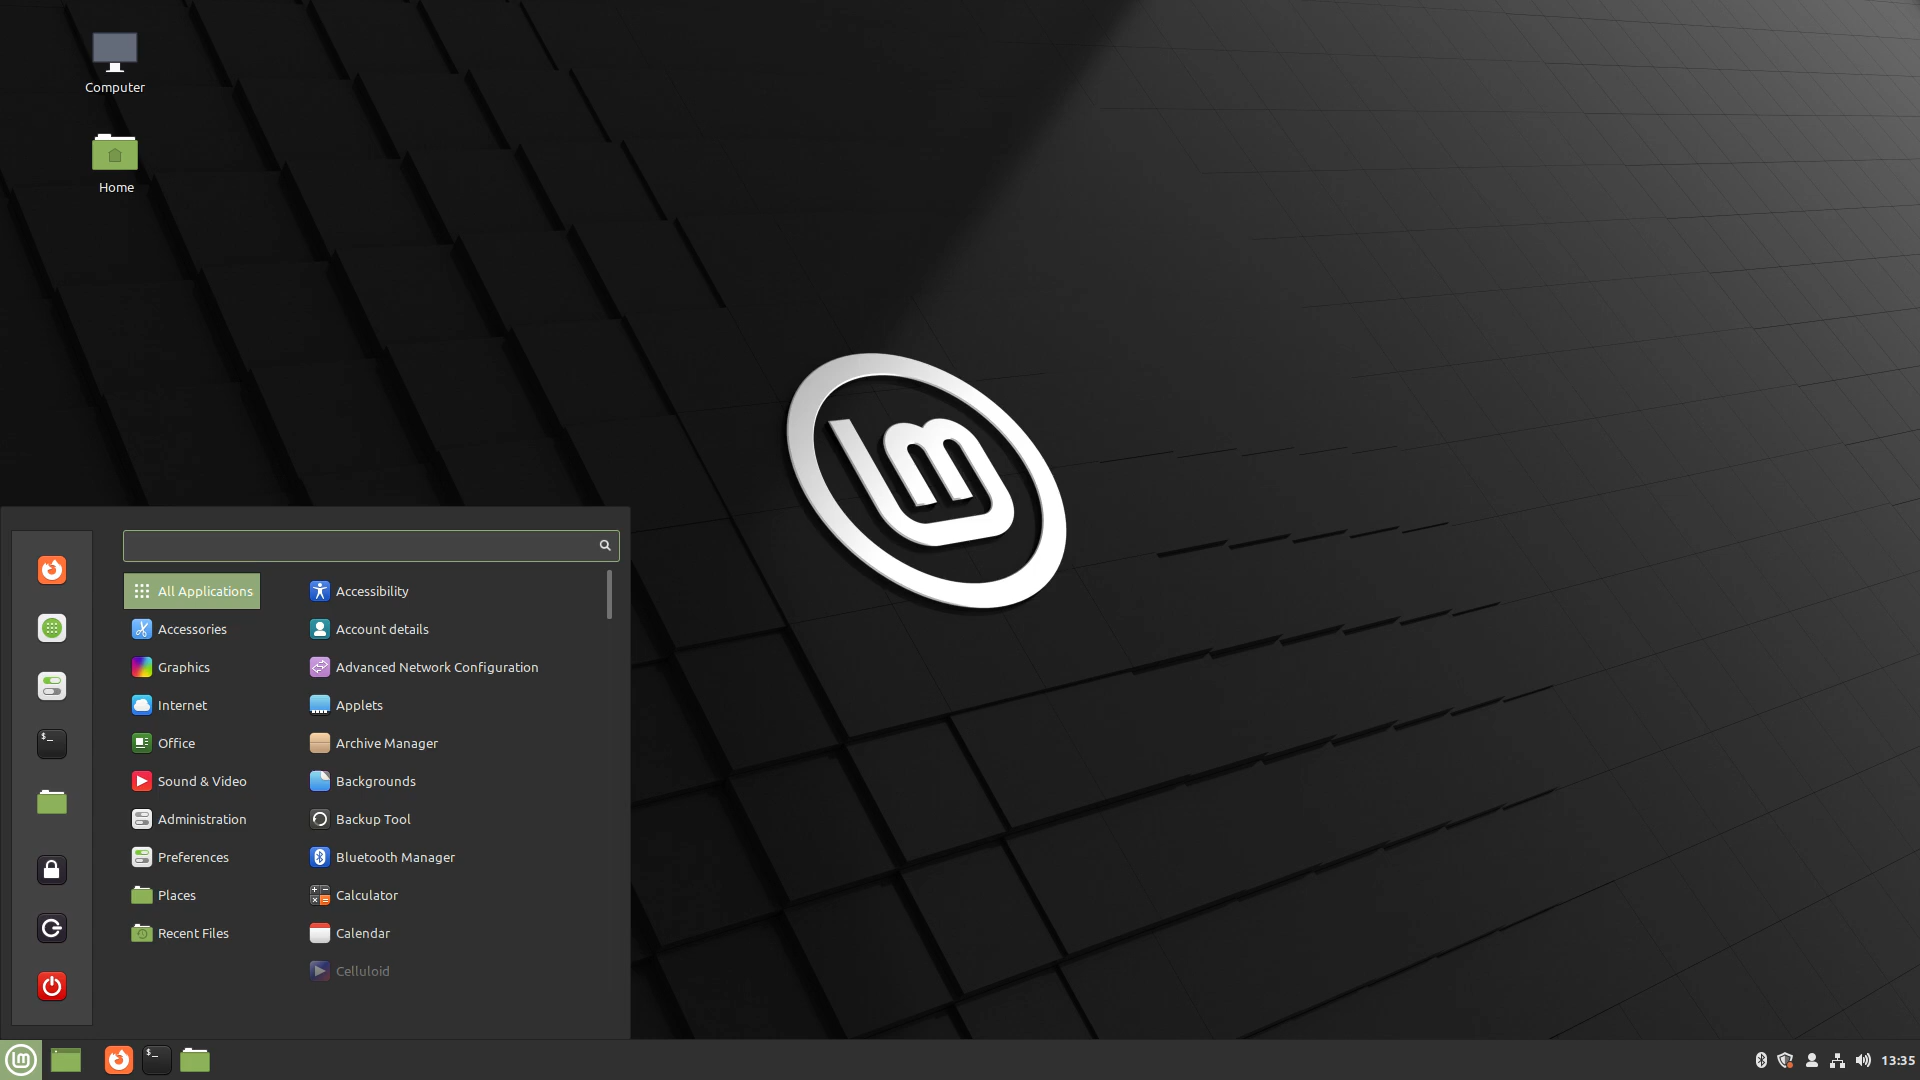 Computer
Home
All Applications
Accessories
Graphics
Internet
Office
Sound & Video
Administration
Preferences
Places
Recent Files
Accessibility
Account details
Advanced Network Configuration
Applets
Archive Manager
Backgrounds
Backup Tool
Bluetooth Manager
Calculator
Calendar
Celluloid
13:35